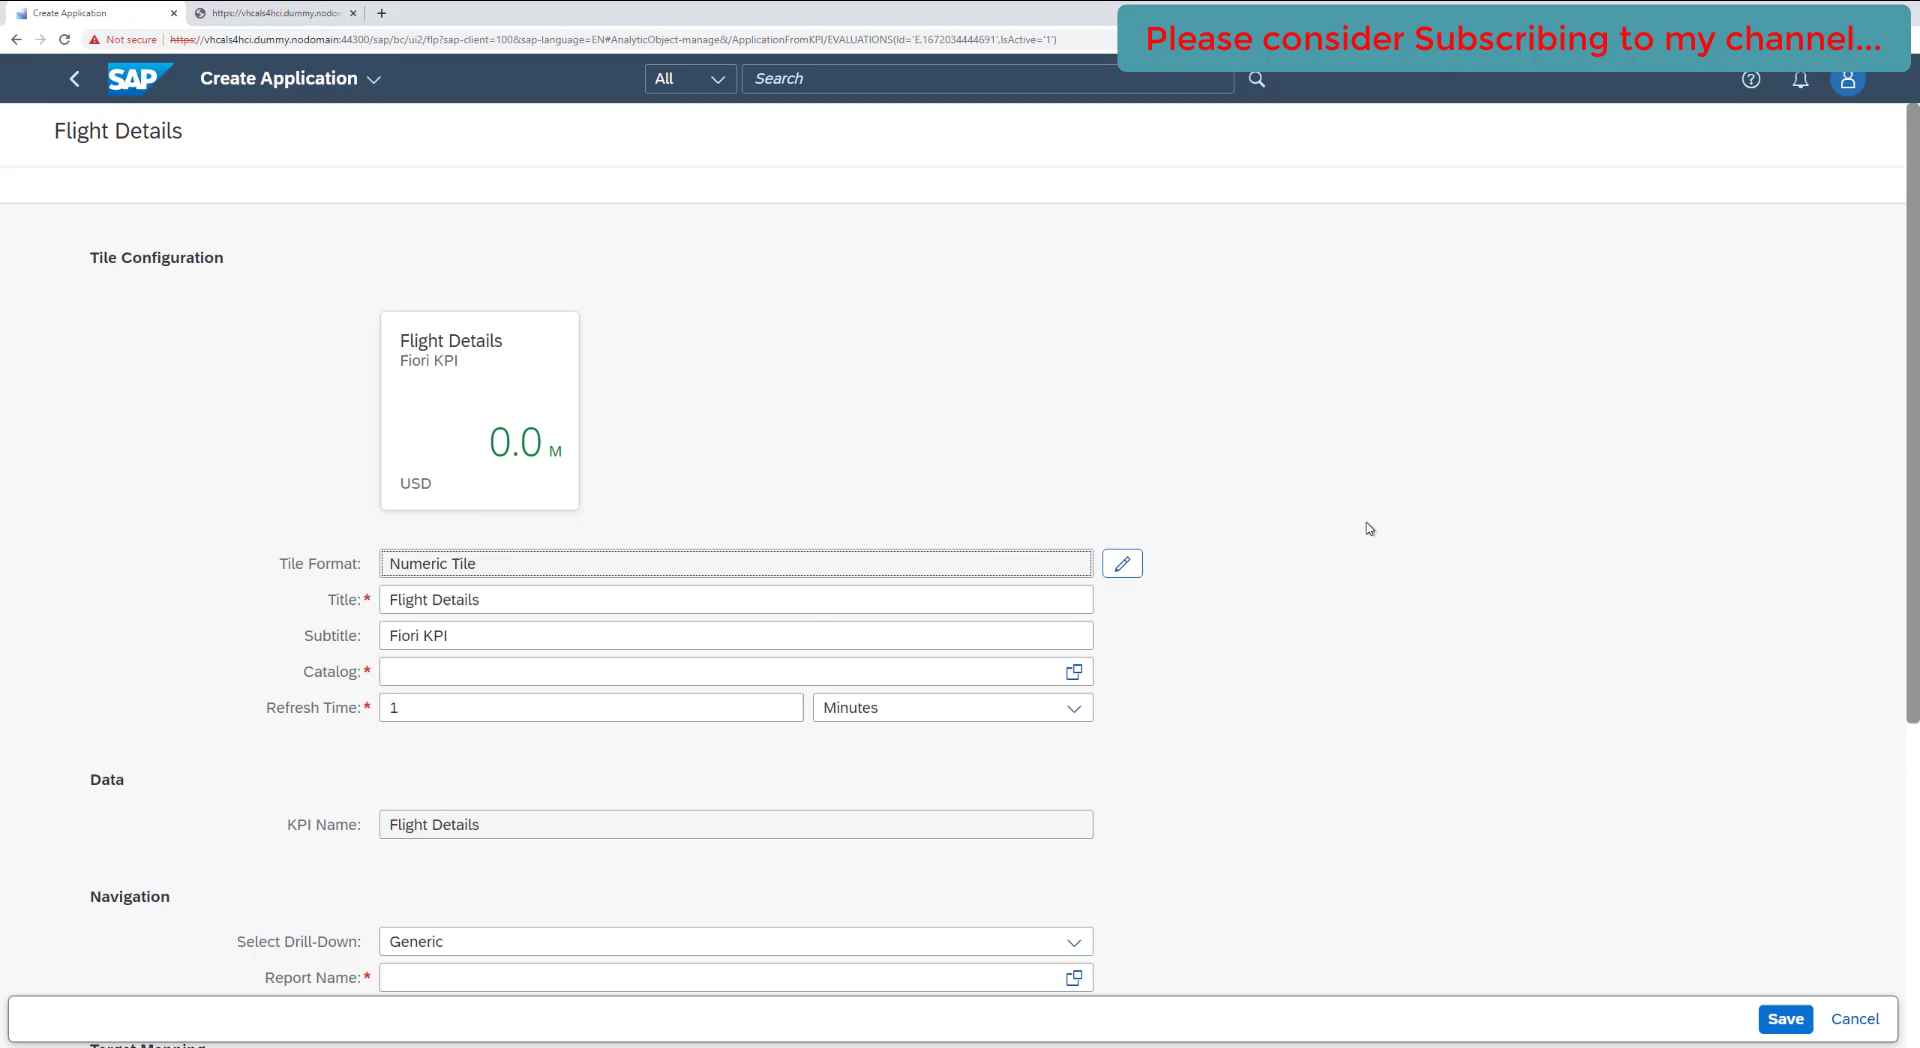 Create Application
https://vhcals4hci.dummy.nodom
Not secure
https://vhcals4hci.dummy.nodomain:44300/sap/bc/ui2/flp?sap-client=100&sap-language=EN#AnalyticObject-manage&/ApplicationFromKPI/EVALUATIONS(Id='E.1672034444691',IsActive='1')
Please consider Subscribing to my channel...
SAP
Create Application
All
Search
Flight Details
Tile Configuration
Flight Details
Fiori KPI
0.0 M
USD
Tile Format: Numeric Tile
Title:* Flight Details
Subtitle: Fiori KPI
Catalog:*
Refresh Time:* 1 Minutes
Data
KPI Name: Flight Details
Navigation
Select Drill-Down: Generic
Report Name:*
Save Cancel
Target Mapping